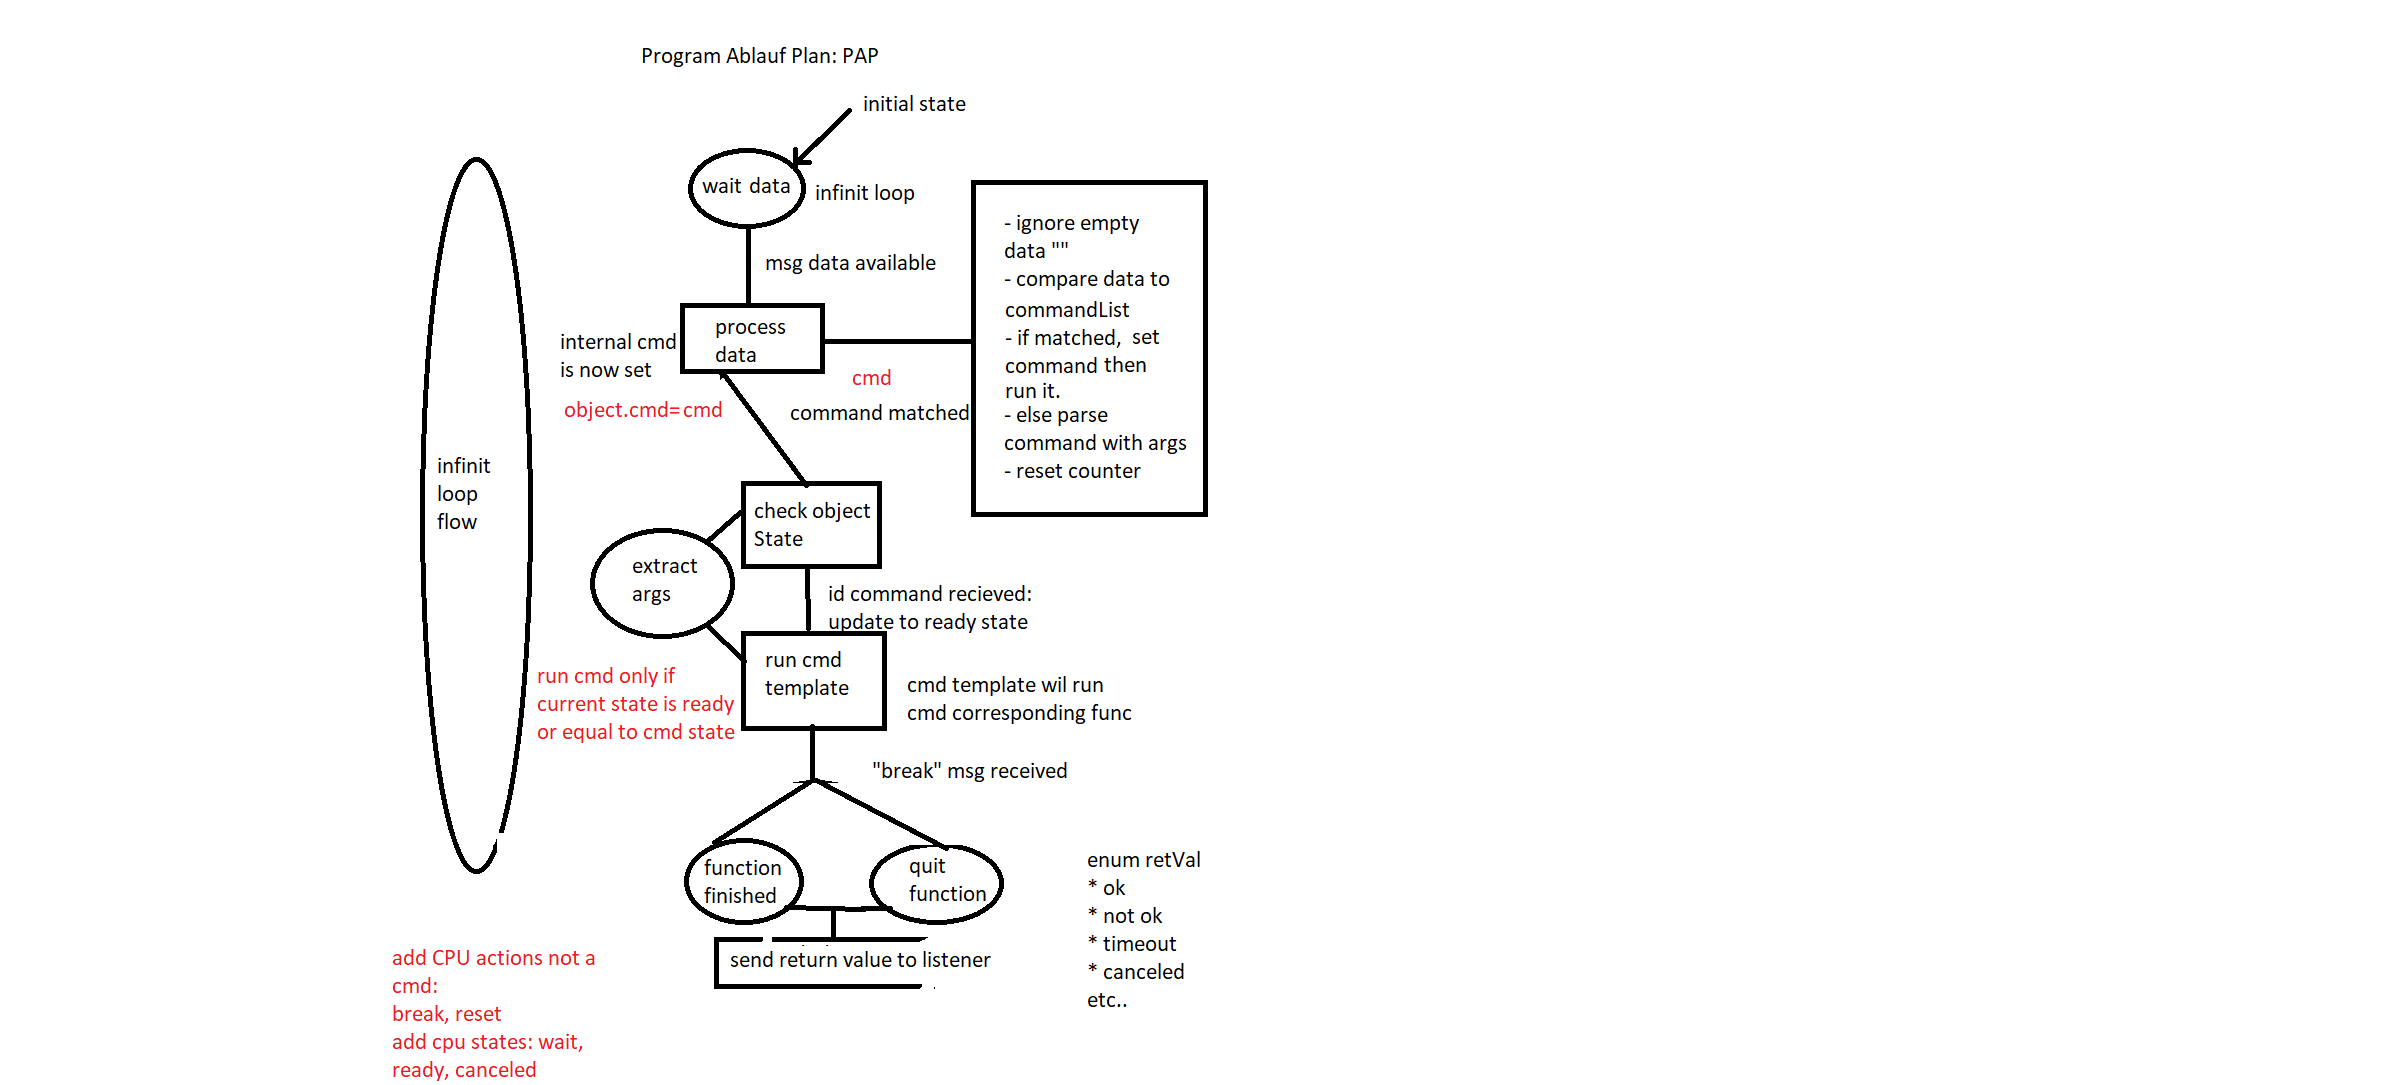 Program Ablauf Plan: PAP
initial state
wait data
infinit loop
msg data available
process
data
internal cmd
is now set
object.cmd=cmd
cmd
command matched
- ignore empty
data ""
- compare data to
commandList
- if matched, set
command then
run it.
- else parse
command with args
- reset counter
infinit
loop
flow
check object
State
extract
args
id command recieved:
update to ready state
run cmd
template
run cmd only if
current state is ready
or equal to cmd state
cmd template wil run
cmd corresponding func
"break" msg received
function
finished
quit
function
send return value to listener
enum retVal
* ok
* not ok
* timeout
* canceled
etc..
add CPU actions not a
cmd:
break, reset
add cpu states: wait,
ready, canceled